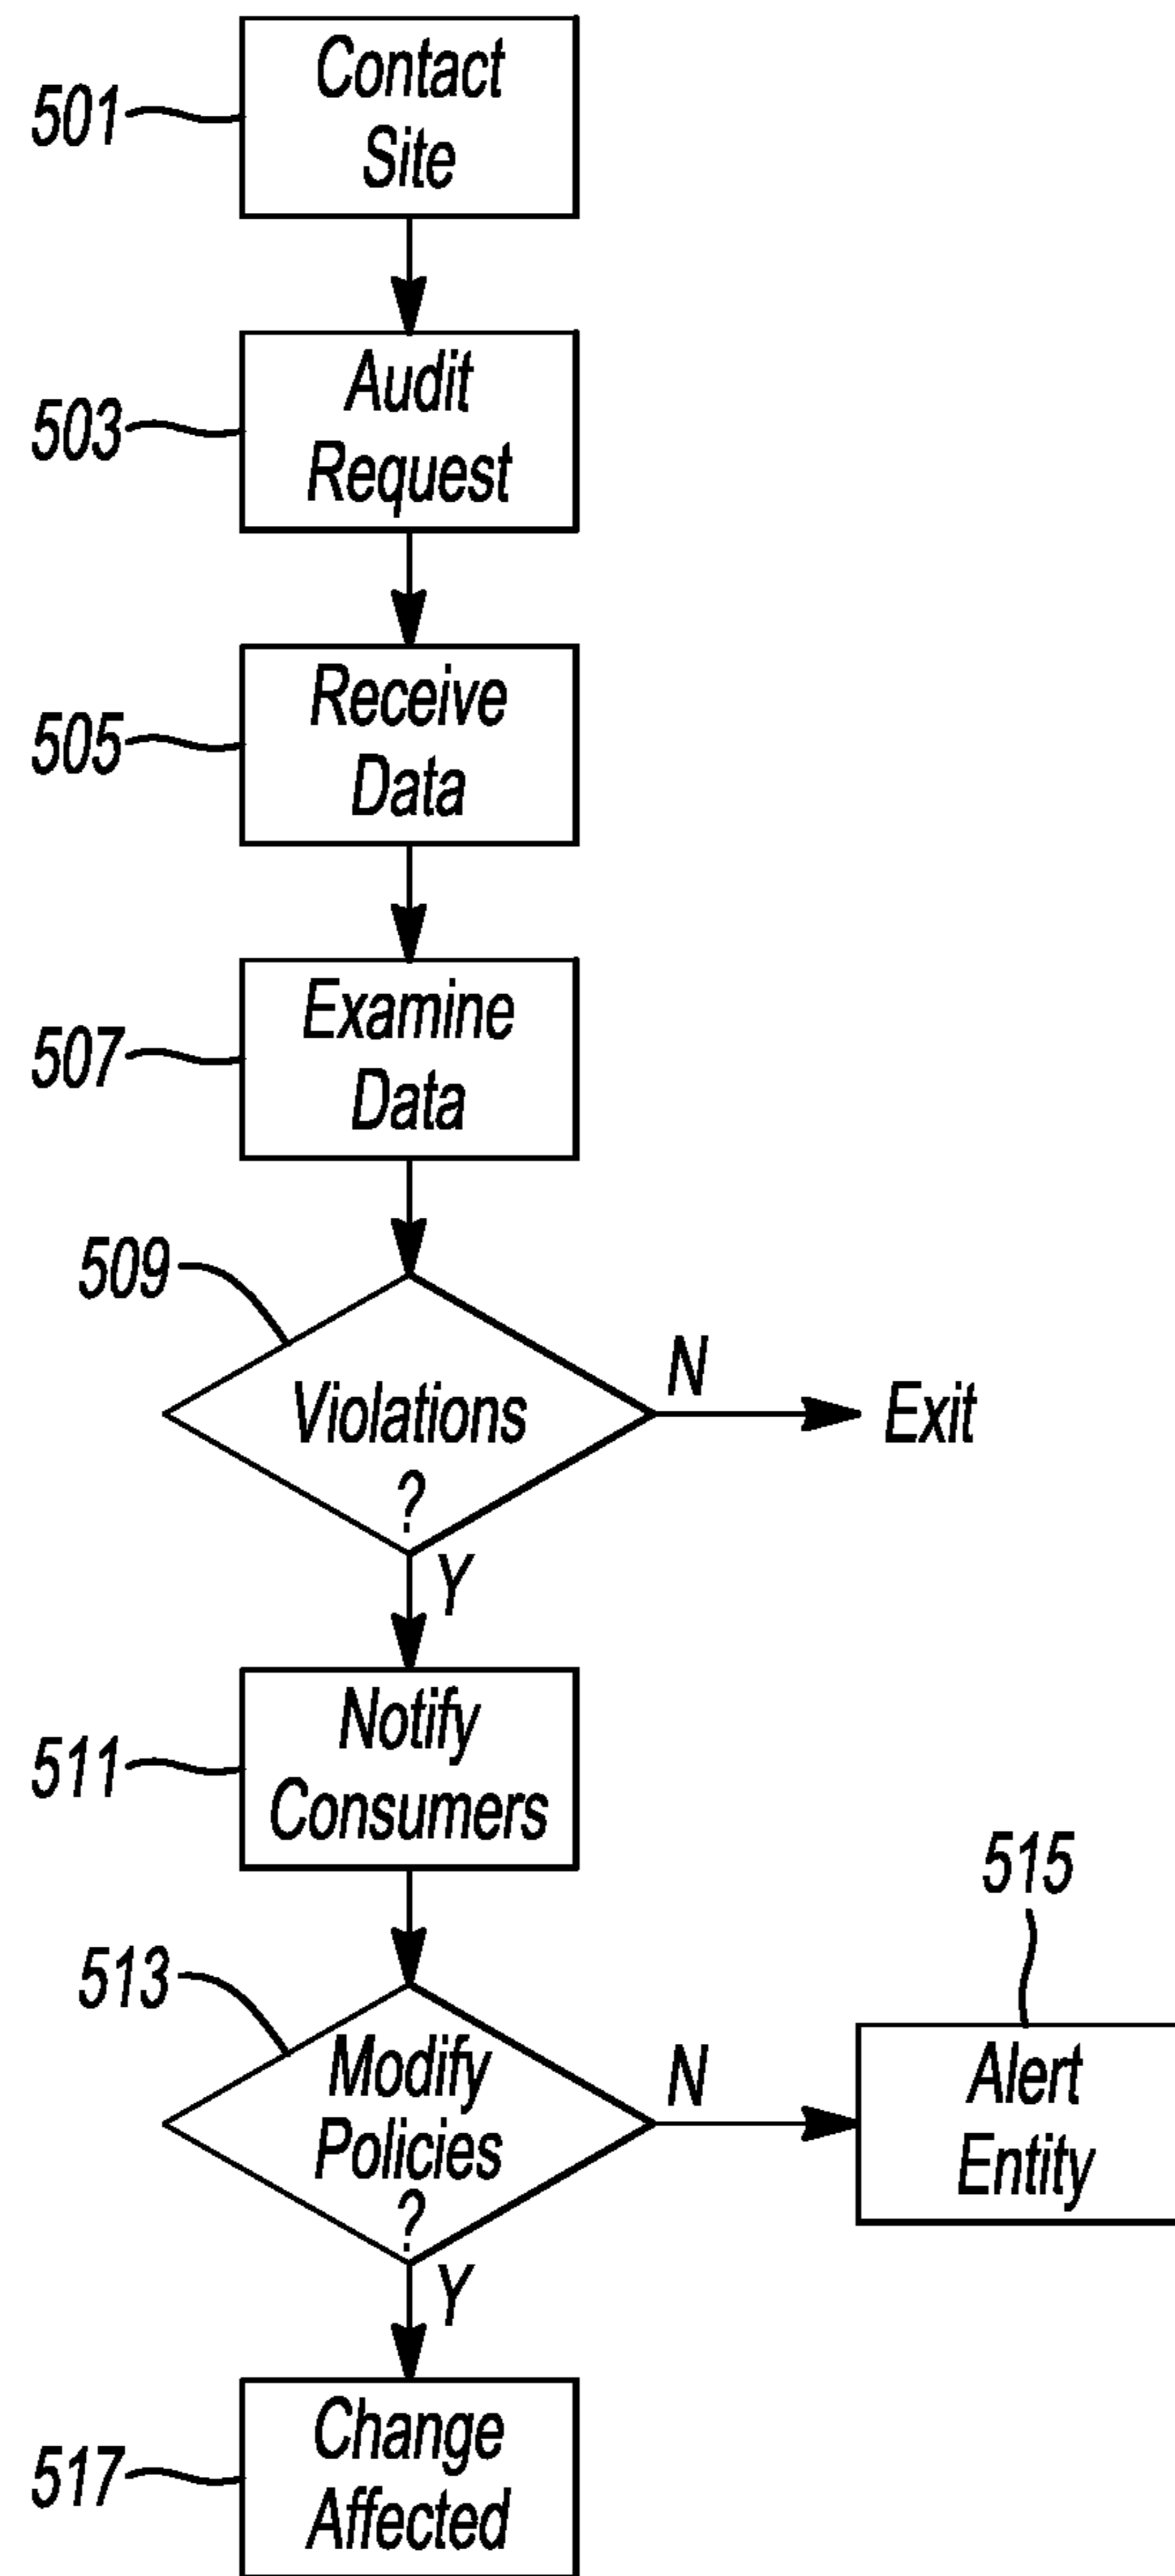 501
Contact
Site
503
Audit
Request
505
Receive
Data
507
Examine
Data
509
Violations
?
N
Exit
Y
511
Notify
Consumers
513
Modify
Policies
?
N
515
Alert
Entity
Y
517
Change
Affected